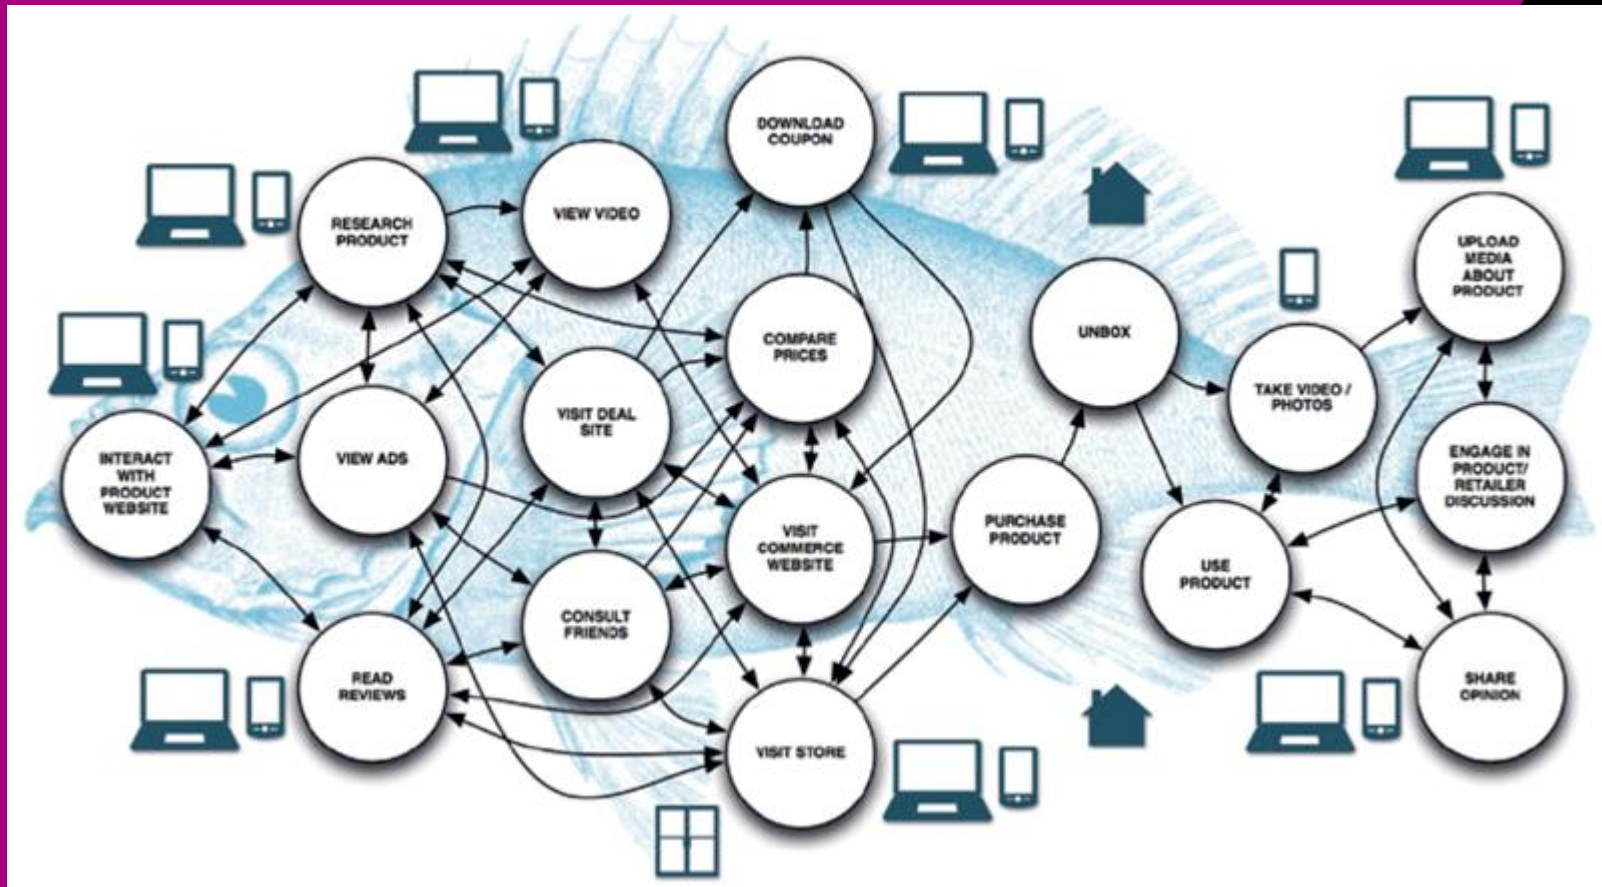 DOWNLOAD
COUPON
RESEARCH
PRODUCT
VIEW VIDEO
UPLOAD
MEDIA
ABOUT
PRODUCT
COMPARE
PRICES
UNBOX
TAKE VIDEO /
PHOTOS
VISIT DEAL
SITE
INTERACT
WITH
PRODUCT
WEBSITE
VIEW ADS
ENGAGE IN
PRODUCT/
RETAILER
DISCUSSION
VISIT
COMMERCE
WEBSITE
PURCHASE
PRODUCT
USE
PRODUCT
CONSULT
FRIENDS
READ
REVIEWS
SHARE
OPINION
VISIT STORE